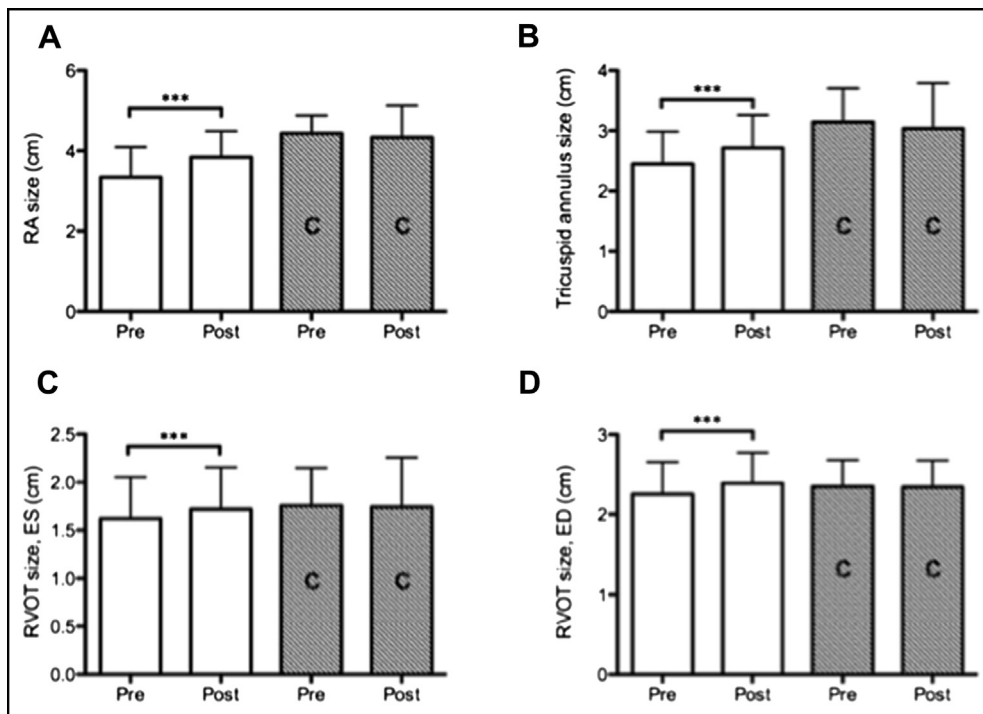 A
RA size (cm)
6
4
2
0
***
C
C
Pre
Post
Pre
Post
B
Tricuspid annulus size (cm)
4
3
2
1
0
***
C
C
Pre
Post
Pre
Post
C
RVOT size, ES (cm)
2.5
2.0
1.5
1.0
0.5
0.0
***
C
C
Pre
Post
Pre
Post
D
RVOT size, ED (cm)
3
2
1
0
***
C
C
Pre
Post
Pre
Post